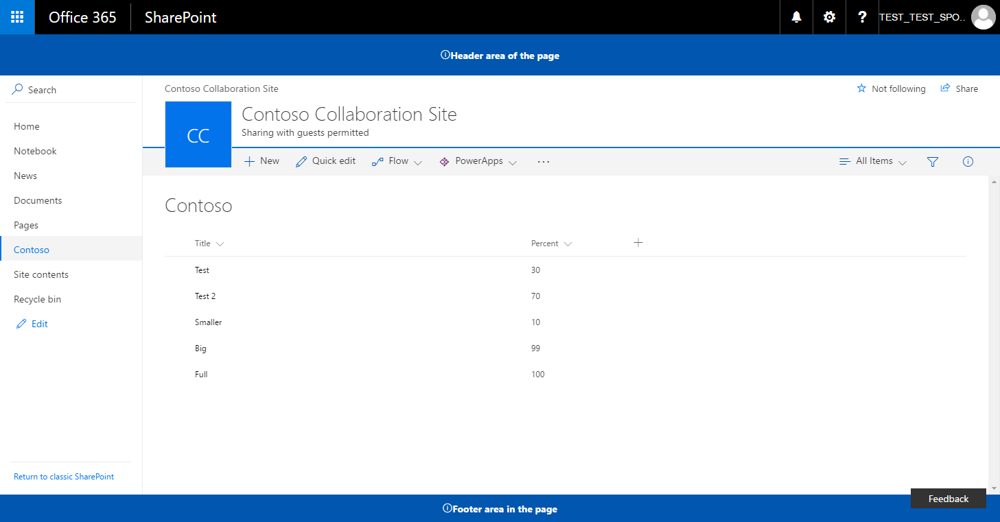 Office 365 SharePoint ? TEST_TEST_SPO..
Header area of the page
Search
Contoso Collaboration Site Not following Share
CC
Contoso Collaboration Site
Sharing with guests permitted
New Quick edit Flow PowerApps ... All Items
Home
Notebook
News
Documents
Pages
Contoso
Site contents
Recycle bin
Edit
Contoso
Title Percent
Test 30
Test 2 70
Smaller 10
Big 99
Full 100
Return to classic SharePoint
Feedback
Footer area in the page